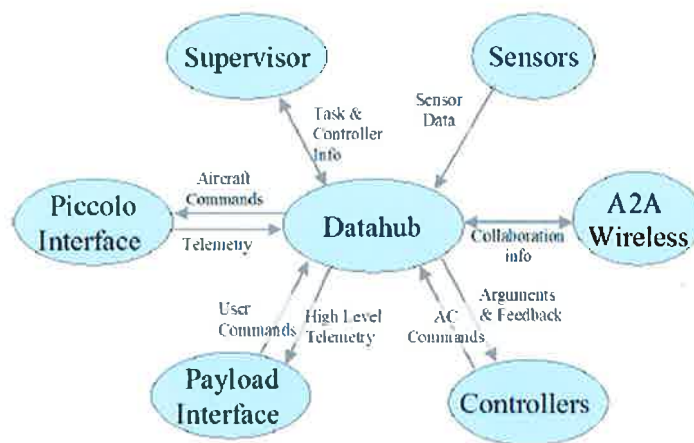 Supervisor
Sensors
Task &
Controller
Info
Sensor
Data
Aircraft
Commands
Piccolo
Interface
Telemetry
Datahub
A2A
Wireless
Collaboration
info
User
Commands
High Level
Telemetry
AC
Commands
Arguments
& Feedback
Payload
Interface
Controllers